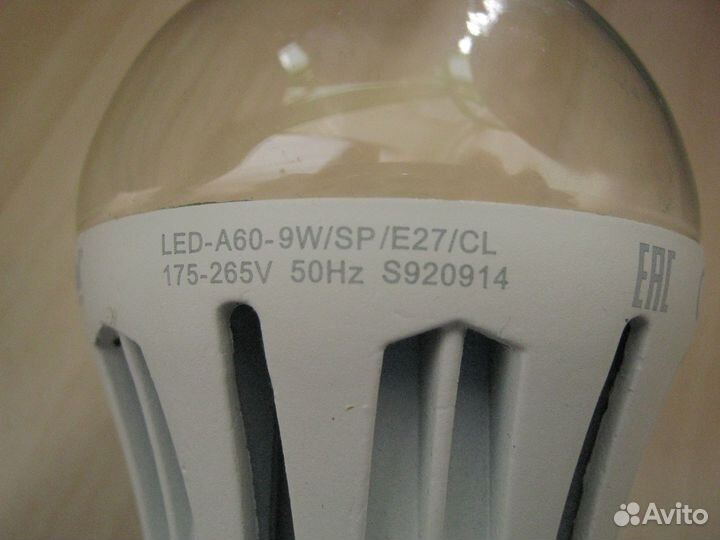 LED-A60-9W/SP/E27/CL
175-265V 50Hz S920914
EAC
Avito